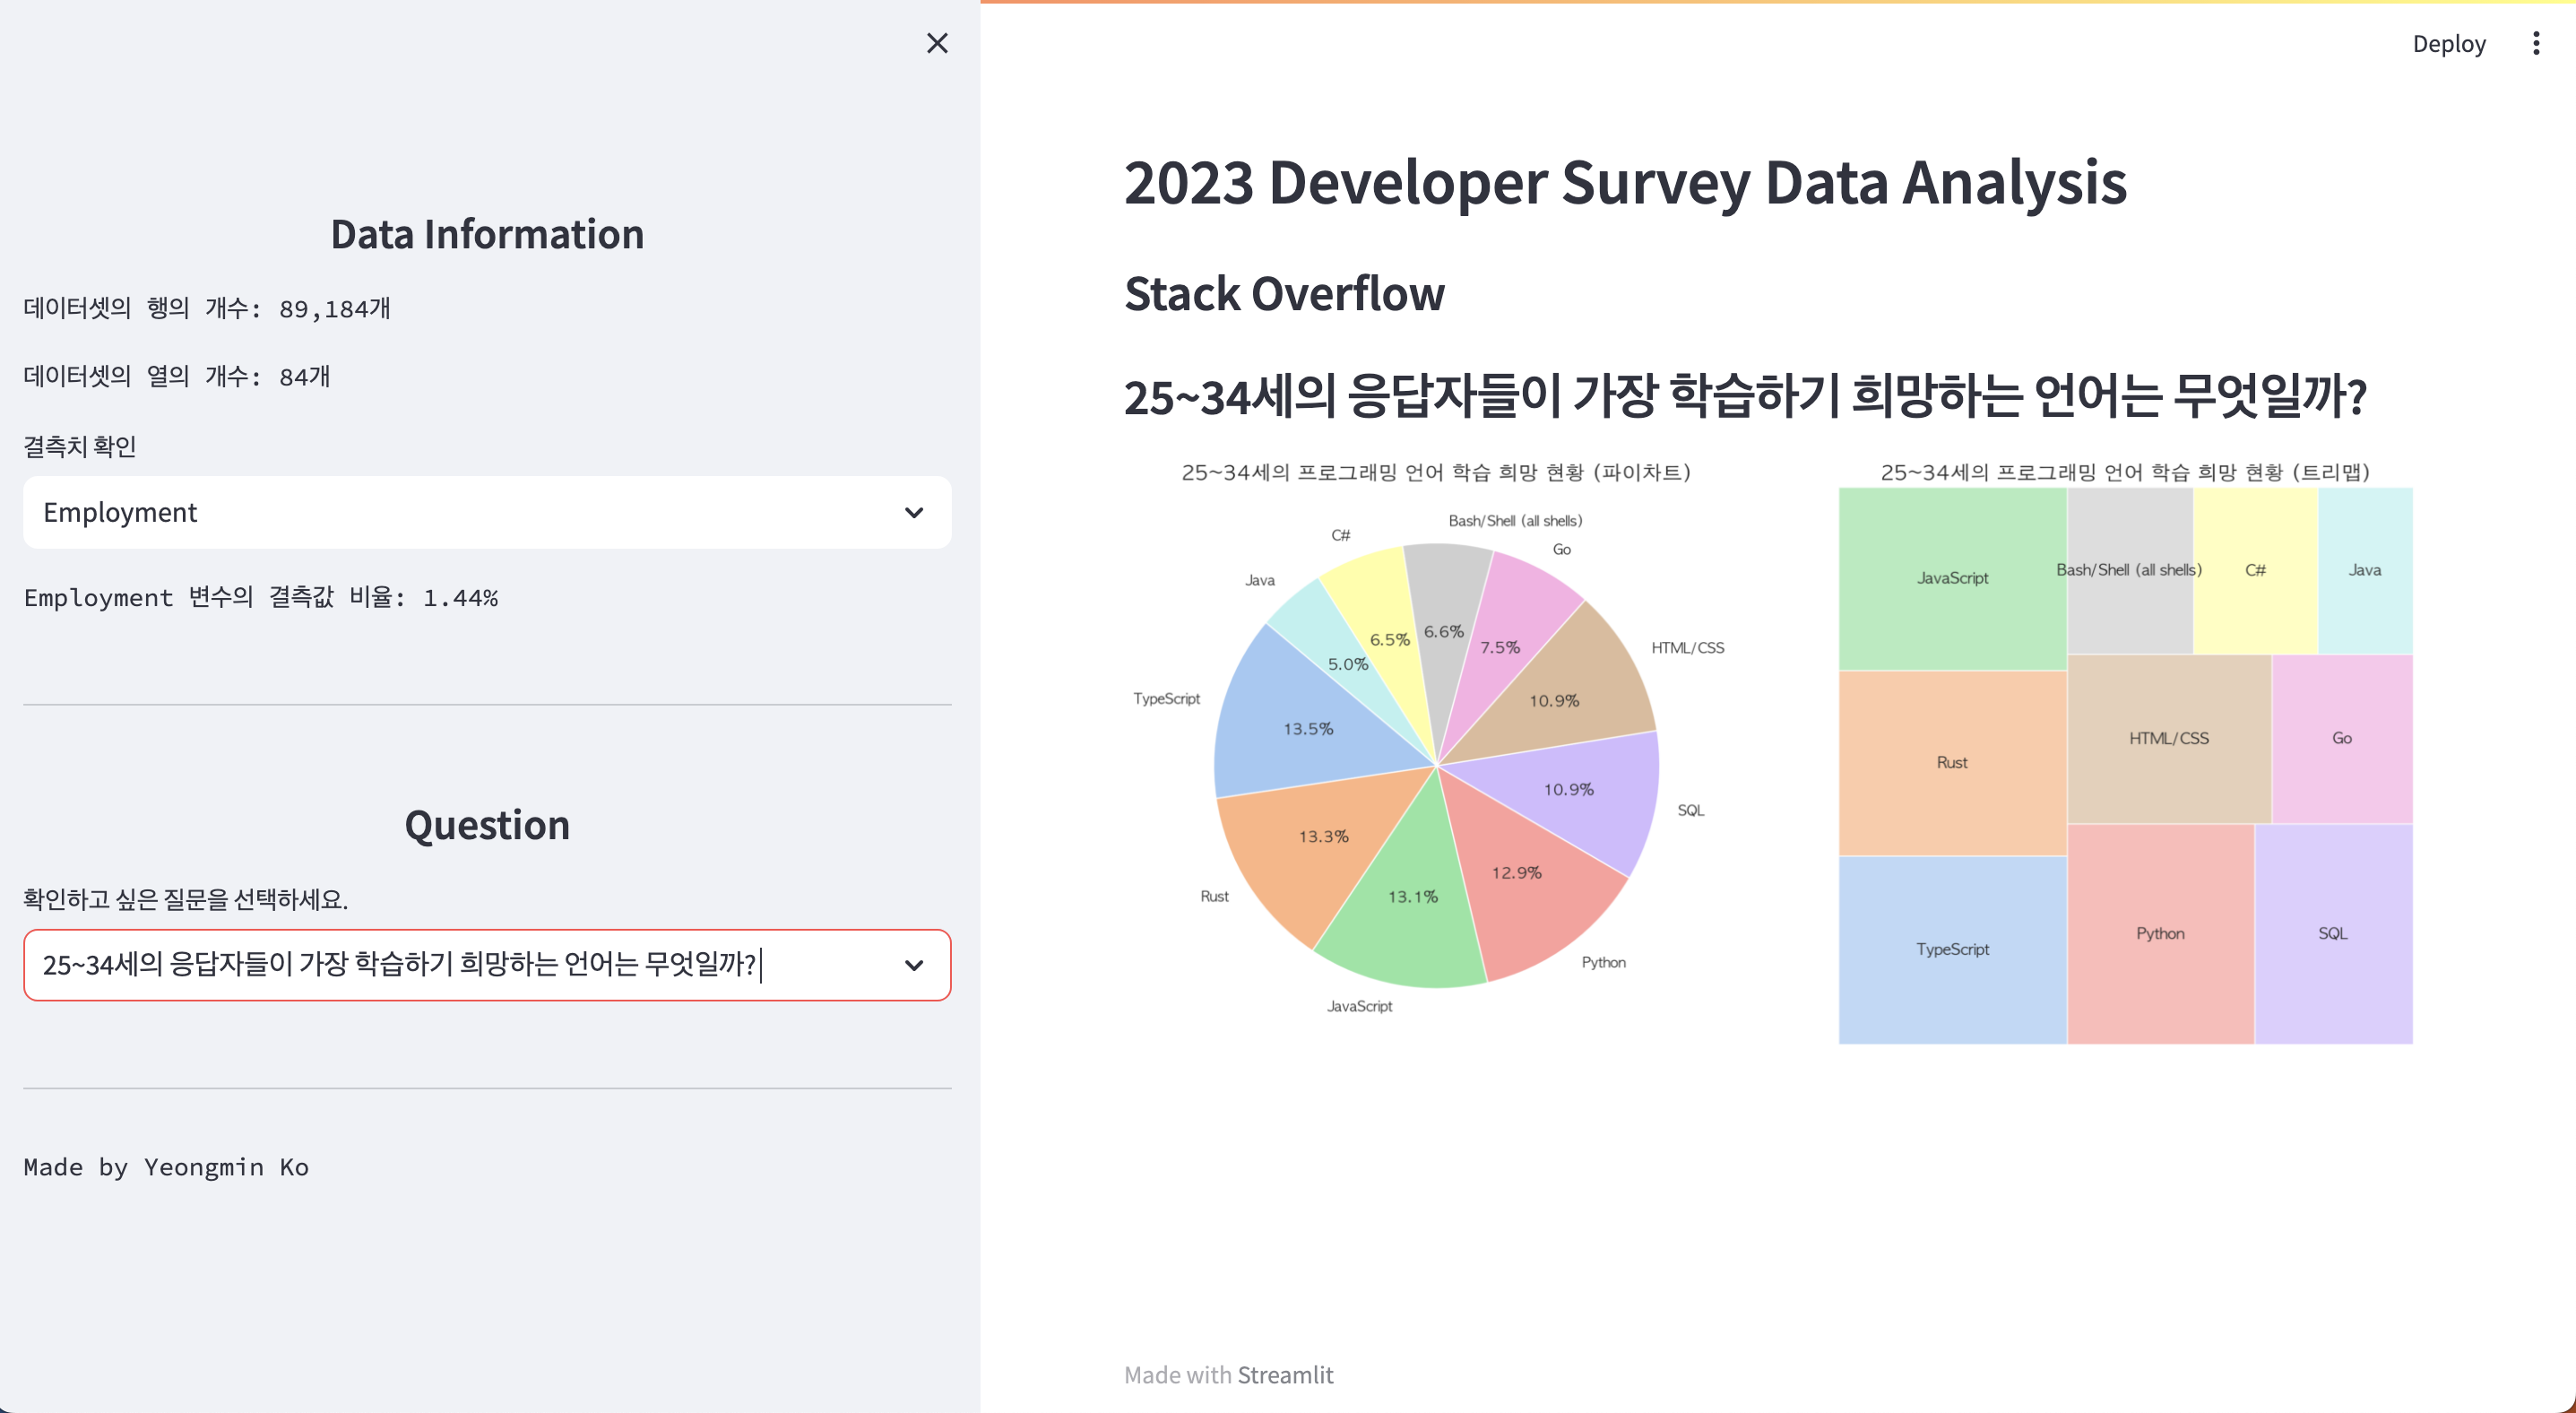 Data Information
데이터셋의 행의 개수: 89,184개
데이터셋의 열의 개수: 84개
결측치 확인
Employment
Employment 변수의 결측값 비율: 1.44%
Question
확인하고 싶은 질문을 선택하세요.
25~34세의 응답자들이 가장 학습하기 희망하는 언어는 무엇일까?
Made by Yeongmin Ko
Deploy
2023 Developer Survey Data Analysis
Stack Overflow
25~34세의 응답자들이 가장 학습하기 희망하는 언어는 무엇일까?
25~34세의 프로그래밍 언어 학습 희망 현황 (파이차트)
Bash/Shell (all shells)
C#
Go
Java
6.5%
6.6%
7.5%
HTML/CSS
5.0%
TypeScript
10.9%
13.5%
10.9%
SQL
13.3%
12.9%
Rust
13.1%
Python
JavaScript
25~34세의 프로그래밍 언어 학습 희망 현황 (트리맵)
JavaScript
Bash/Shell (all shells)
C#
Java
Rust
HTML/CSS
Go
TypeScript
Python
SQL
Made with Streamlit